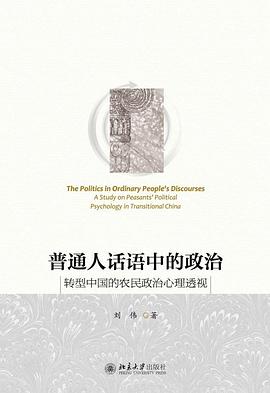 The Politics in Ordinary People's Discourses
A Study on Peasants' Political
Psychology in Transitional China
普通人话语中的政治
转型中国的农民政治心理透视
刘伟 著
北京大学出版社
PEKING UNIVERSITY PRESS